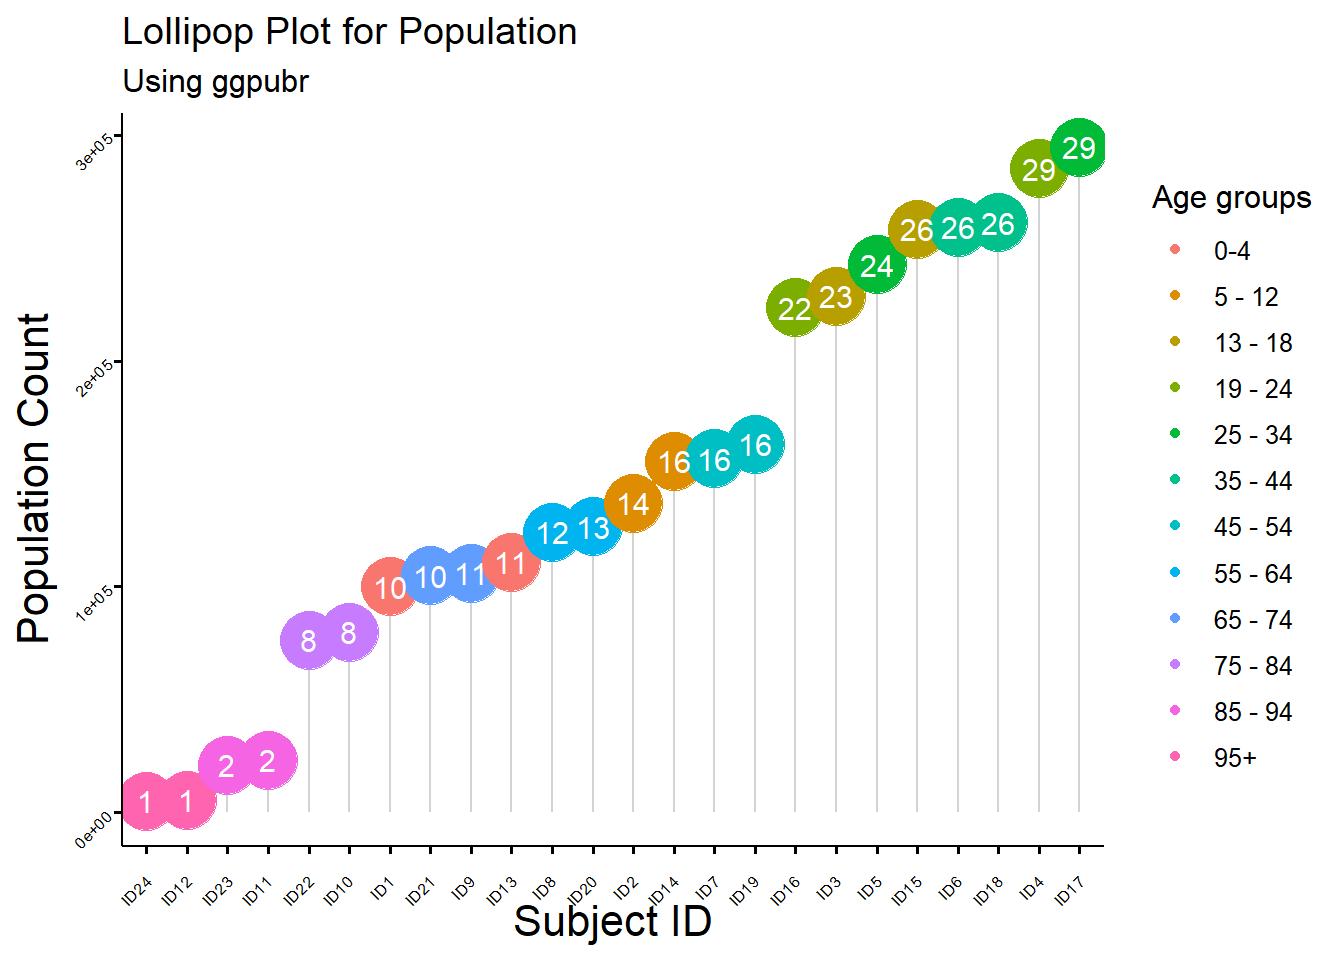 Lollipop Plot for Population
Using ggpubr
Population Count
3e+05
2e+05
1e+05
0e+00
1
1
2
2
8
8
10
10
11
11
12
13
14
16
16
16
22
23
24
26
26
26
29
29
ID24
ID12
ID23
ID11
ID22
ID10
ID1
ID21
ID9
ID13
ID8
ID20
ID2
ID14
ID7
ID19
ID16
ID3
ID5
ID15
ID6
ID18
ID4
ID17
Subject ID
Age groups
0-4
5 - 12
13 - 18
19 - 24
25 - 34
35 - 44
45 - 54
55 - 64
65 - 74
75 - 84
85 - 94
95+